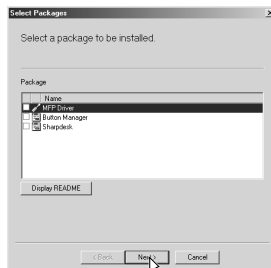 Select Packages
Select a package to be installed.
Package
Name
MFP Driver
Button Manager
Sharpdesk
Display README
< Back Next > Cancel